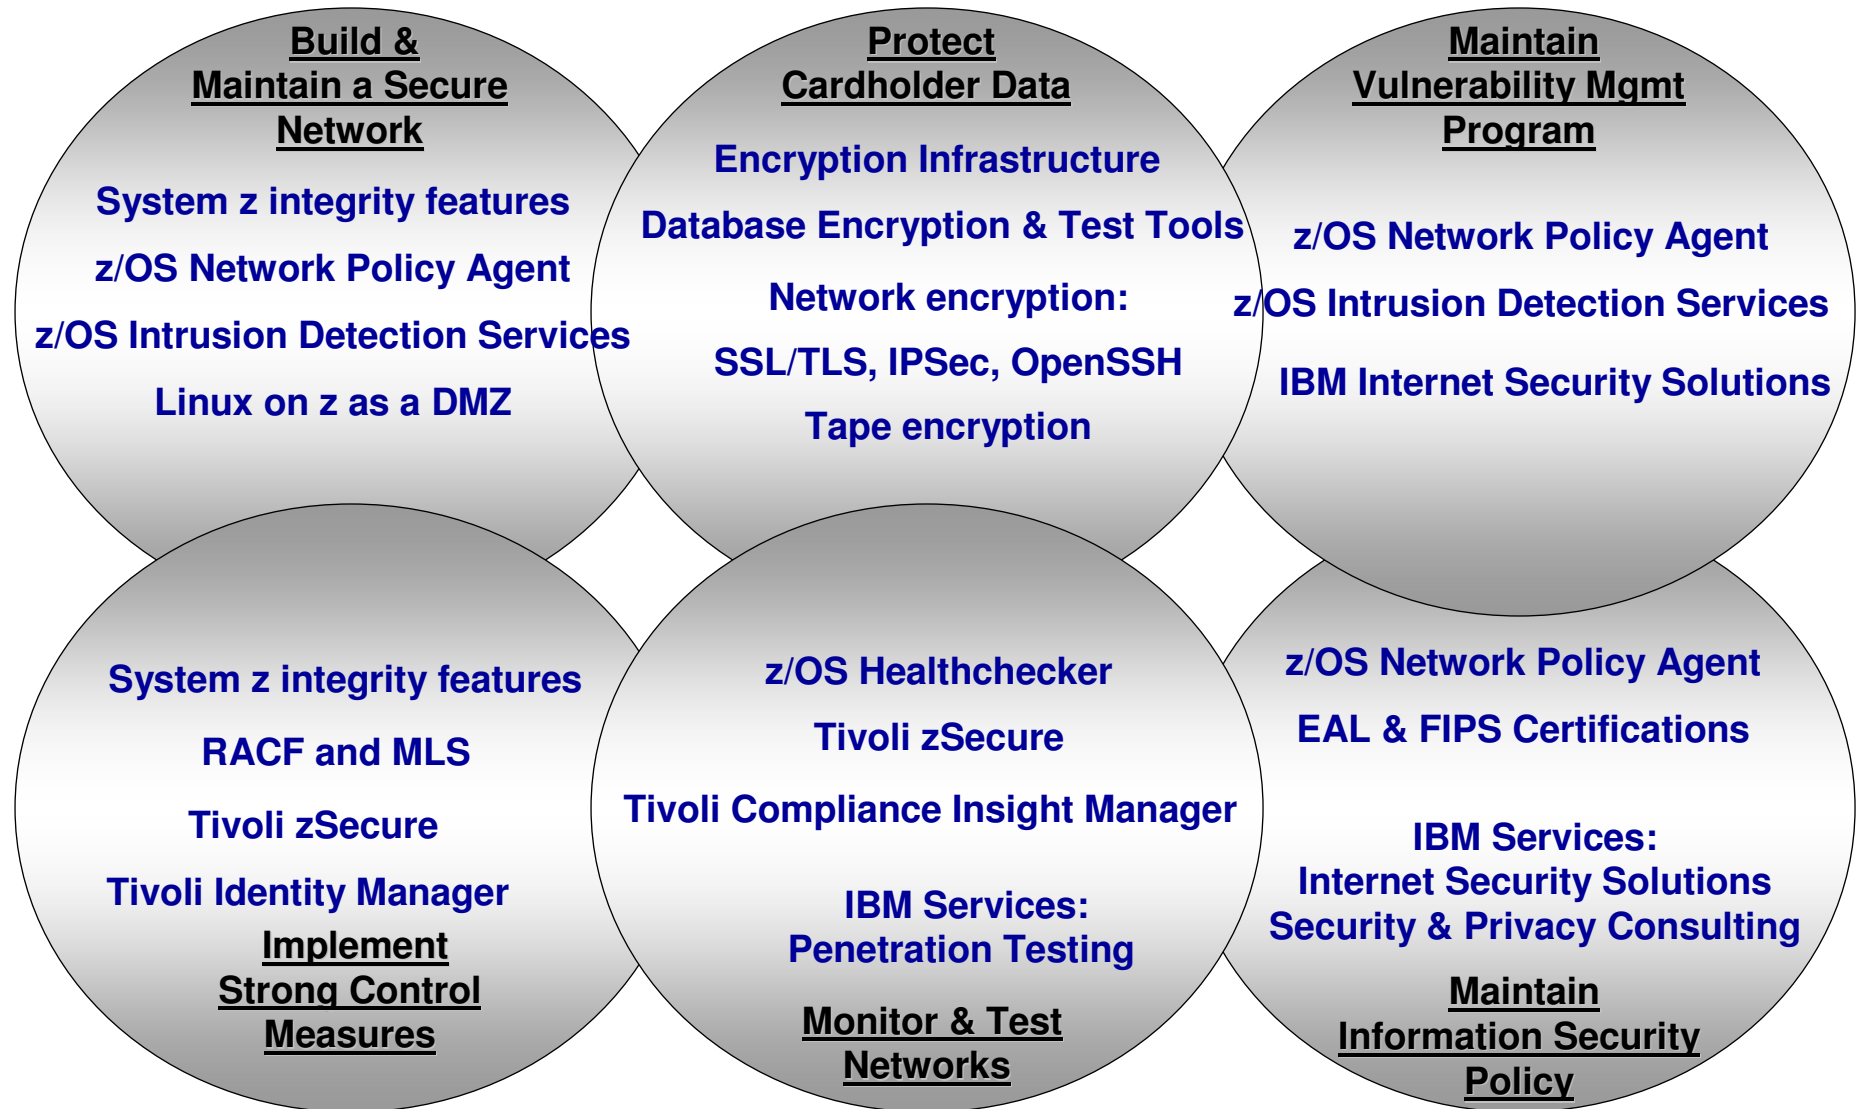 Build &
Maintain a Secure
Network
System z integrity features
z/OS Network Policy Agent
z/OS Intrusion Detection Services
Linux on z as a DMZ
Protect
Cardholder Data
Encryption Infrastructure
Database Encryption & Test Tools
Network encryption:
SSL/TLS, IPSec, OpenSSH
Tape encryption
Maintain
Vulnerability Mgmt
Program
z/OS Network Policy Agent
z/OS Intrusion Detection Services
IBM Internet Security Solutions
System z integrity features
RACF and MLS
Tivoli zSecure
Tivoli Identity Manager
Implement
Strong Control
Measures
z/OS Healthchecker
Tivoli zSecure
Tivoli Compliance Insight Manager
IBM Services:
Penetration Testing
Monitor & Test
Networks
z/OS Network Policy Agent
EAL & FIPS Certifications
IBM Services:
Internet Security Solutions
Security & Privacy Consulting
Maintain
Information Security
Policy